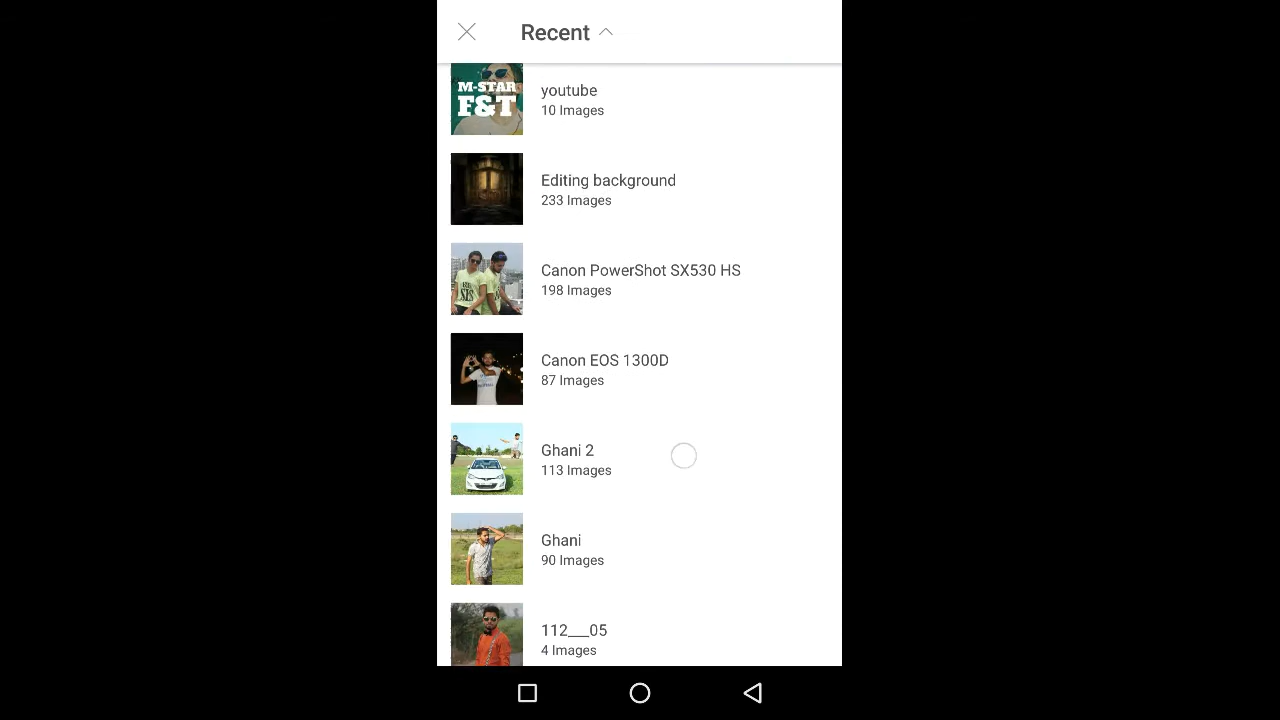 Recent
M-STAR
F&T
youtube
10 Images
Editing background
233 Images
Canon PowerShot SX530 HS
198 Images
Canon EOS 1300D
87 Images
Ghani 2
113 Images
Ghani
90 Images
112___05
4 Images